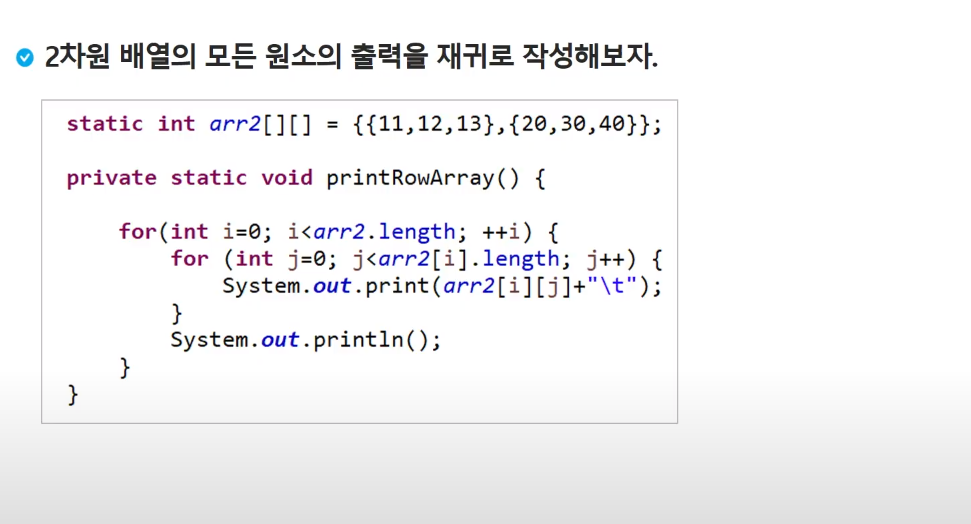 2차원 배열의 모든 원소의 출력을 재귀로 작성해보자.
static int arr2[][] = {{11,12,13},{20,30,40}};
private static void printRowArray() {
for(int i=0; i<arr2.length; ++i) {
for (int j=0; j<arr2[i].length; j++) {
System.out.print(arr2[i][j]+"\t");
}
System.out.println();
}
}